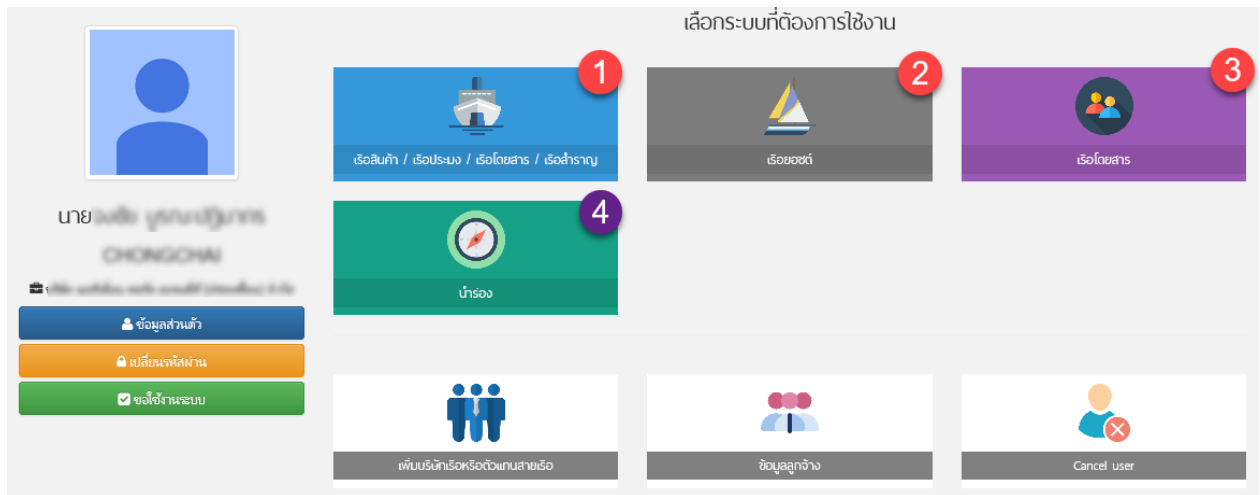 เลือกระบบที่ต้องการใช้งาน
1
2
3
เรือสินค้า / เรือประมง / เรือโดยสาร / เรือสำราญ
เรือยอชต์
เรือโดยสาร
4
นำร่อง
นาย
CHONGCHAI
ข้อมูลส่วนตัว
เปลี่ยนรหัสผ่าน
ขอใช้งานระบบ
เพิ่มบริษัทเรือหรือตัวแทนสายเรือ
ข้อมูลลูกจ้าง
Cancel user